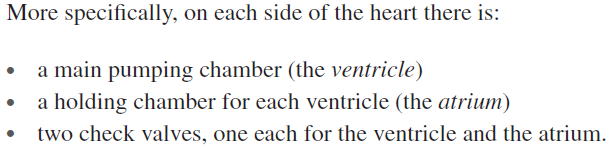 More specifically, on each side of the heart there is:
• a main pumping chamber (the ventricle)
• a holding chamber for each ventricle (the atrium)
• two check valves, one each for the ventricle and the atrium.